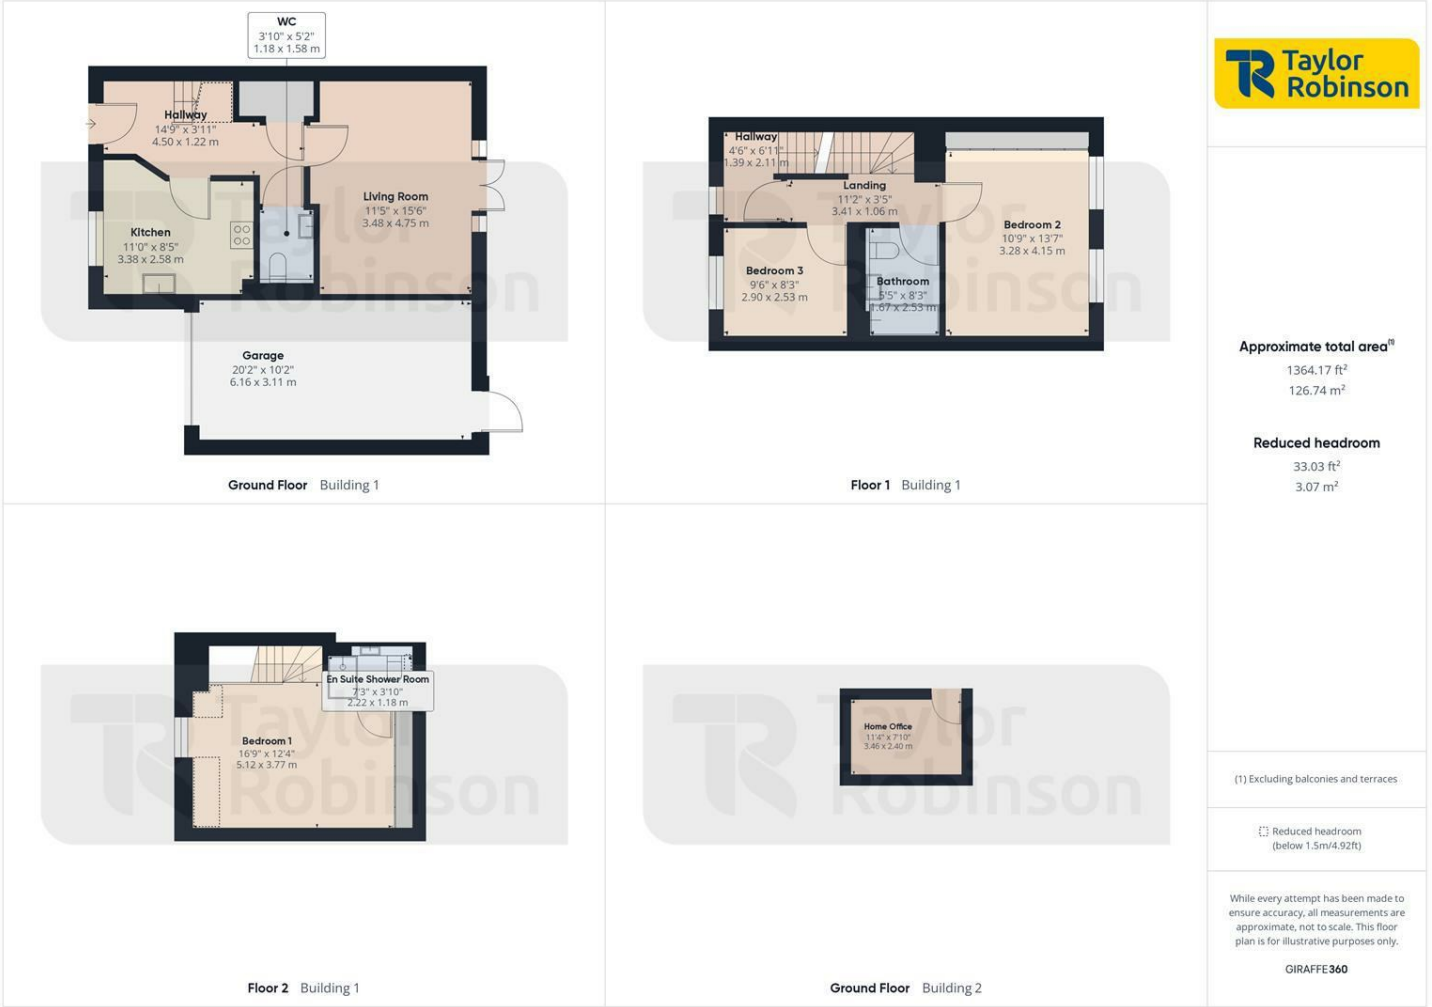 WC
3'10" x 5'2"
1.18 x 1.58 m
Hallway
14'9" x 3'11"
4.50 x 1.22 m
Living Room
11'5" x 15'6"
3.48 x 4.75 m
Kitchen
11'0" x 8'5"
3.38 x 2.58 m
Garage
20'2" x 10'2"
6.16 x 3.11 m
Ground Floor Building 1
Hallway
4'6" x 6'11"
1.39 x 2.11 m
Landing
11'2" x 3'5"
3.41 x 1.06 m
Bedroom 2
10'9" x 13'7"
3.28 x 4.15 m
Bedroom 3
9'6" x 8'3"
2.90 x 2.53 m
Bathroom
5'5" x 8'3"
1.67 x 2.53 m
Floor 1 Building 1
En Suite Shower Room
7'3" x 3'10"
2.22 x 1.18 m
Bedroom 1
16'9" x 12'4"
5.12 x 3.77 m
Floor 2 Building 1
Home Office
11'4" x 7'10"
3.46 x 2.40 m
Ground Floor Building 2
Taylor
Robinson
Taylor
Robinson
Taylor
Robinson
Taylor
Robinson
Taylor
Robinson
Approximate total area(1)
1364.17 ft²
126.74 m²
Reduced headroom
33.03 ft²
3.07 m²
(1) Excluding balconies and terraces
Reduced headroom
(below 1.5m/4.92ft)
While every attempt has been made to
ensure accuracy, all measurements are
approximate, not to scale. This floor
plan is for illustrative purposes only.
GIRAFFE360